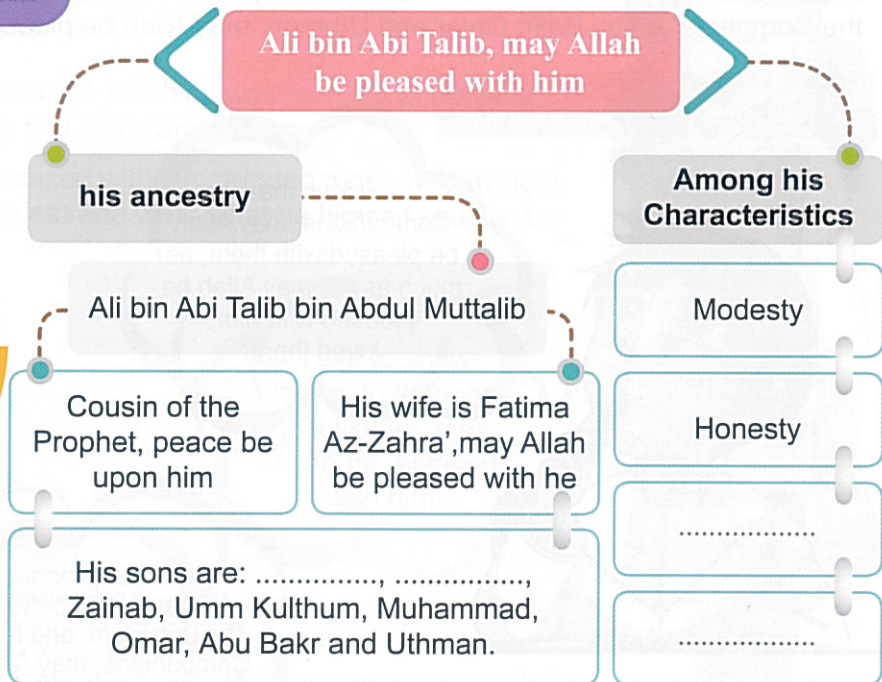 Ali bin Abi Talib, may Allah
be pleased with him
his ancestry
Ali bin Abi Talib bin Abdul Muttalib
Cousin of the
Prophet, peace be
upon him
His wife is Fatima
Az-Zahra',may Allah
be pleased with he
His sons are: ..............., ...............,
Zainab, Umm Kulthum, Muhammad,
Omar, Abu Bakr and Uthman.
Among his
Characteristics
Modesty
Honesty
..................
..................